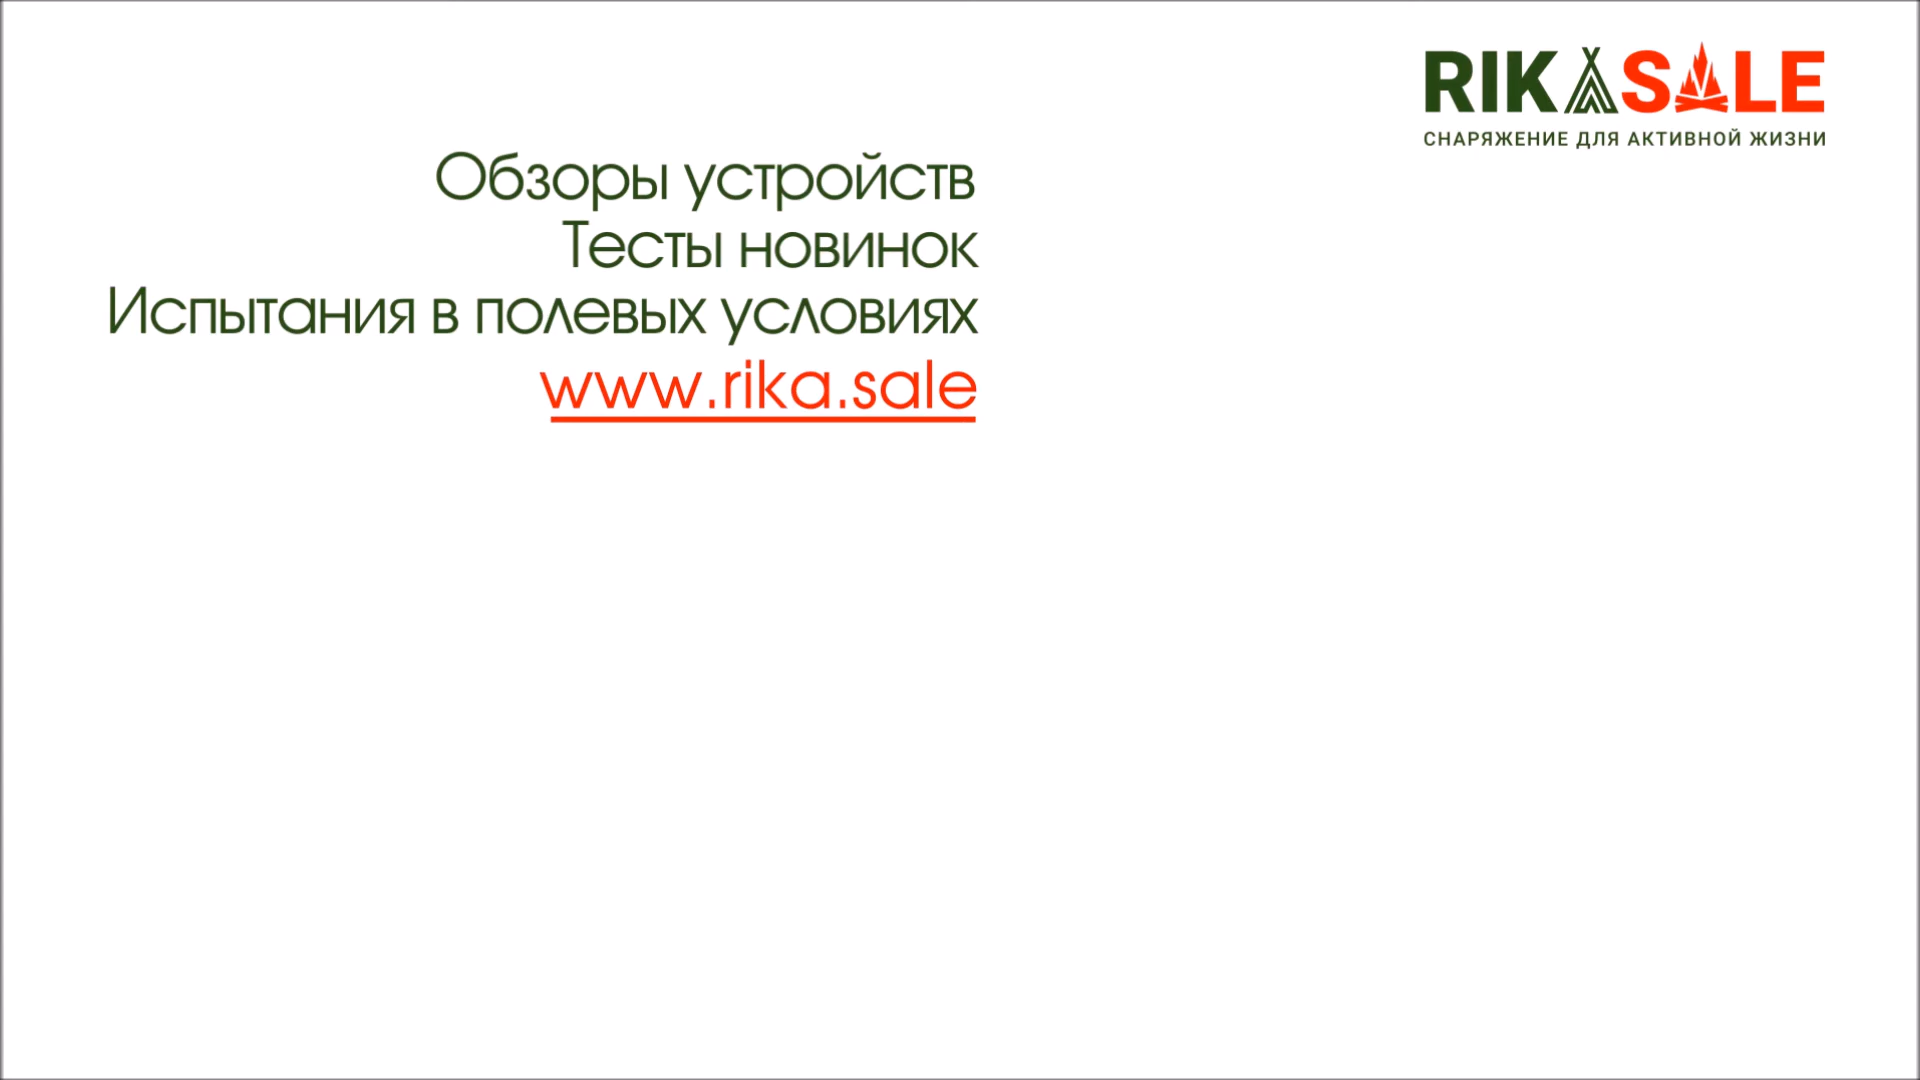 RIKASALE
СНАРЯЖЕНИЕ ДЛЯ АКТИВНОЙ ЖИЗНИ
Обзоры устройств
Тесты новинок
Испытания в полевых условиях
www.rika.sale